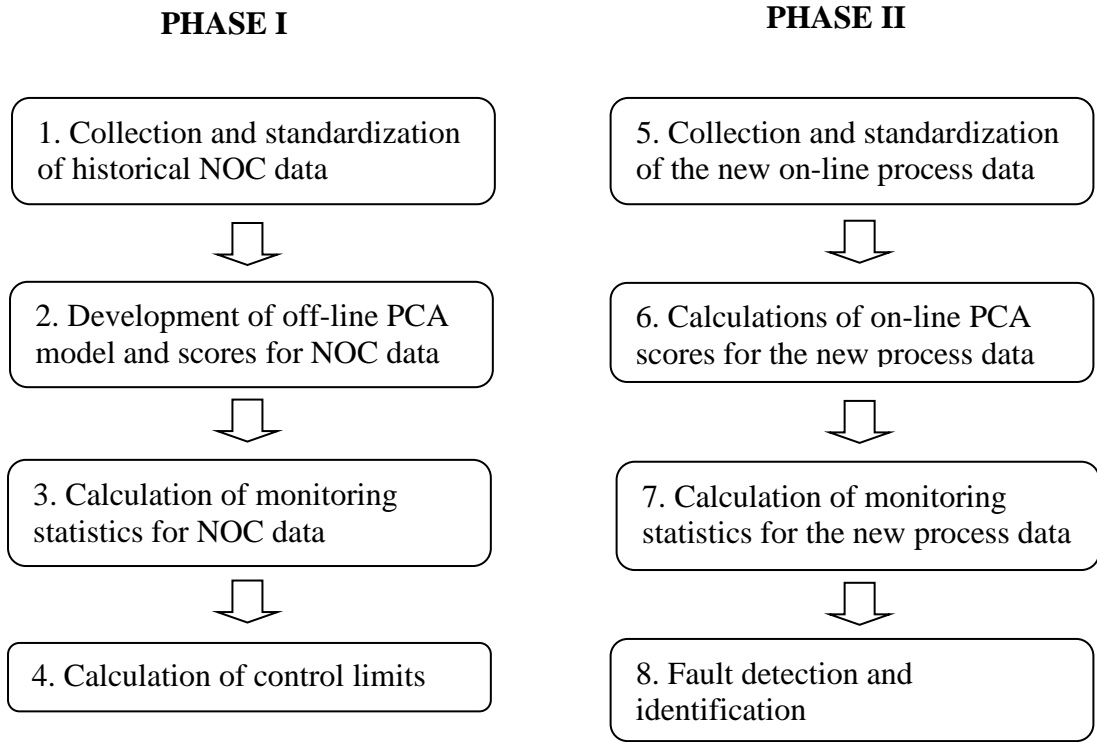 PHASE I
1. Collection and standardization
of historical NOC data
2. Development of off-line PCA
model and scores for NOC data
3. Calculation of monitoring
statistics for NOC data
4. Calculation of control limits
PHASE II
5. Collection and standardization
of the new on-line process data
6. Calculations of on-line PCA
scores for the new process data
7. Calculation of monitoring
statistics for the new process data
8. Fault detection and
identification